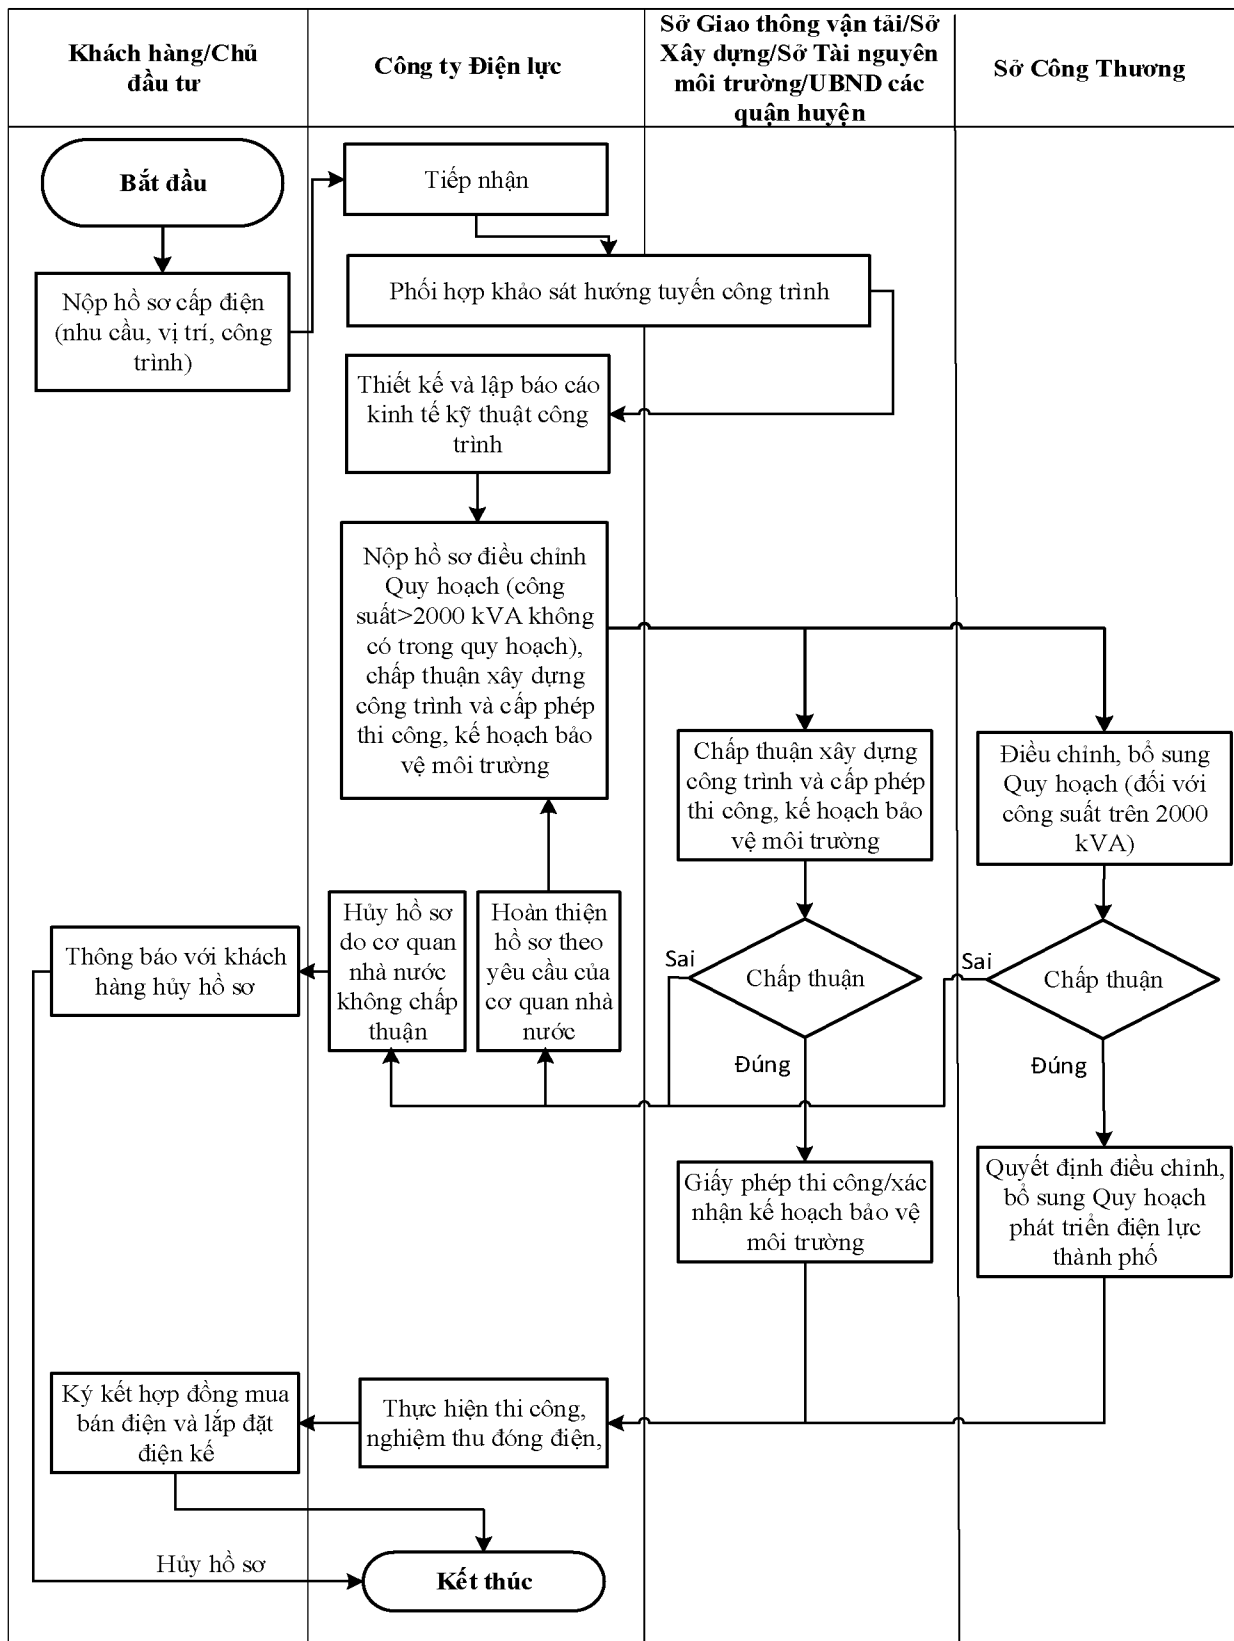 Khách hàng/Chủ
đầu tư
Công ty Điện lực
Sở Giao thông vận tải/Sở
Xây dựng/Sở Tài nguyên
môi trường/UBND các
quận huyện
Sở Công Thương
Bắt đầu
Tiếp nhận
Nộp hồ sơ cấp điện
(nhu cầu, vị trí, công
trình)
Phối hợp khảo sát hướng tuyến công trình
Thiết kế và lập báo cáo
kinh tế kỹ thuật công
trình
Nộp hồ sơ điều chỉnh
Quy hoạch (công
suất>2000 kVA không
có trong quy hoạch),
chấp thuận xây dựng
công trình và cấp phép
thi công, kế hoạch bảo
vệ môi trường
Chấp thuận xây dựng
công trình và cấp phép
thi công, kế hoạch bảo
vệ môi trường
Điều chỉnh, bổ sung
Quy hoạch (đối với
công suất trên 2000
kVA)
Thông báo với khách
hàng hủy hồ sơ
Hủy hồ sơ
do cơ quan
nhà nước
không chấp
thuận
Hoàn thiện
hồ sơ theo
yêu cầu của
cơ quan nhà
nước
Sai
Chấp thuận
Sai
Chấp thuận
Đúng
Đúng
Giấy phép thi công/xác
nhận kế hoạch bảo vệ
môi trường
Quyết định điều chỉnh,
bổ sung Quy hoạch
phát triển điện lực
thành phố
Ký kết hợp đồng mua
bán điện và lắp đặt
điện kế
Thực hiện thi công,
nghiệm thu đóng điện,
Hủy hồ sơ
Kết thúc